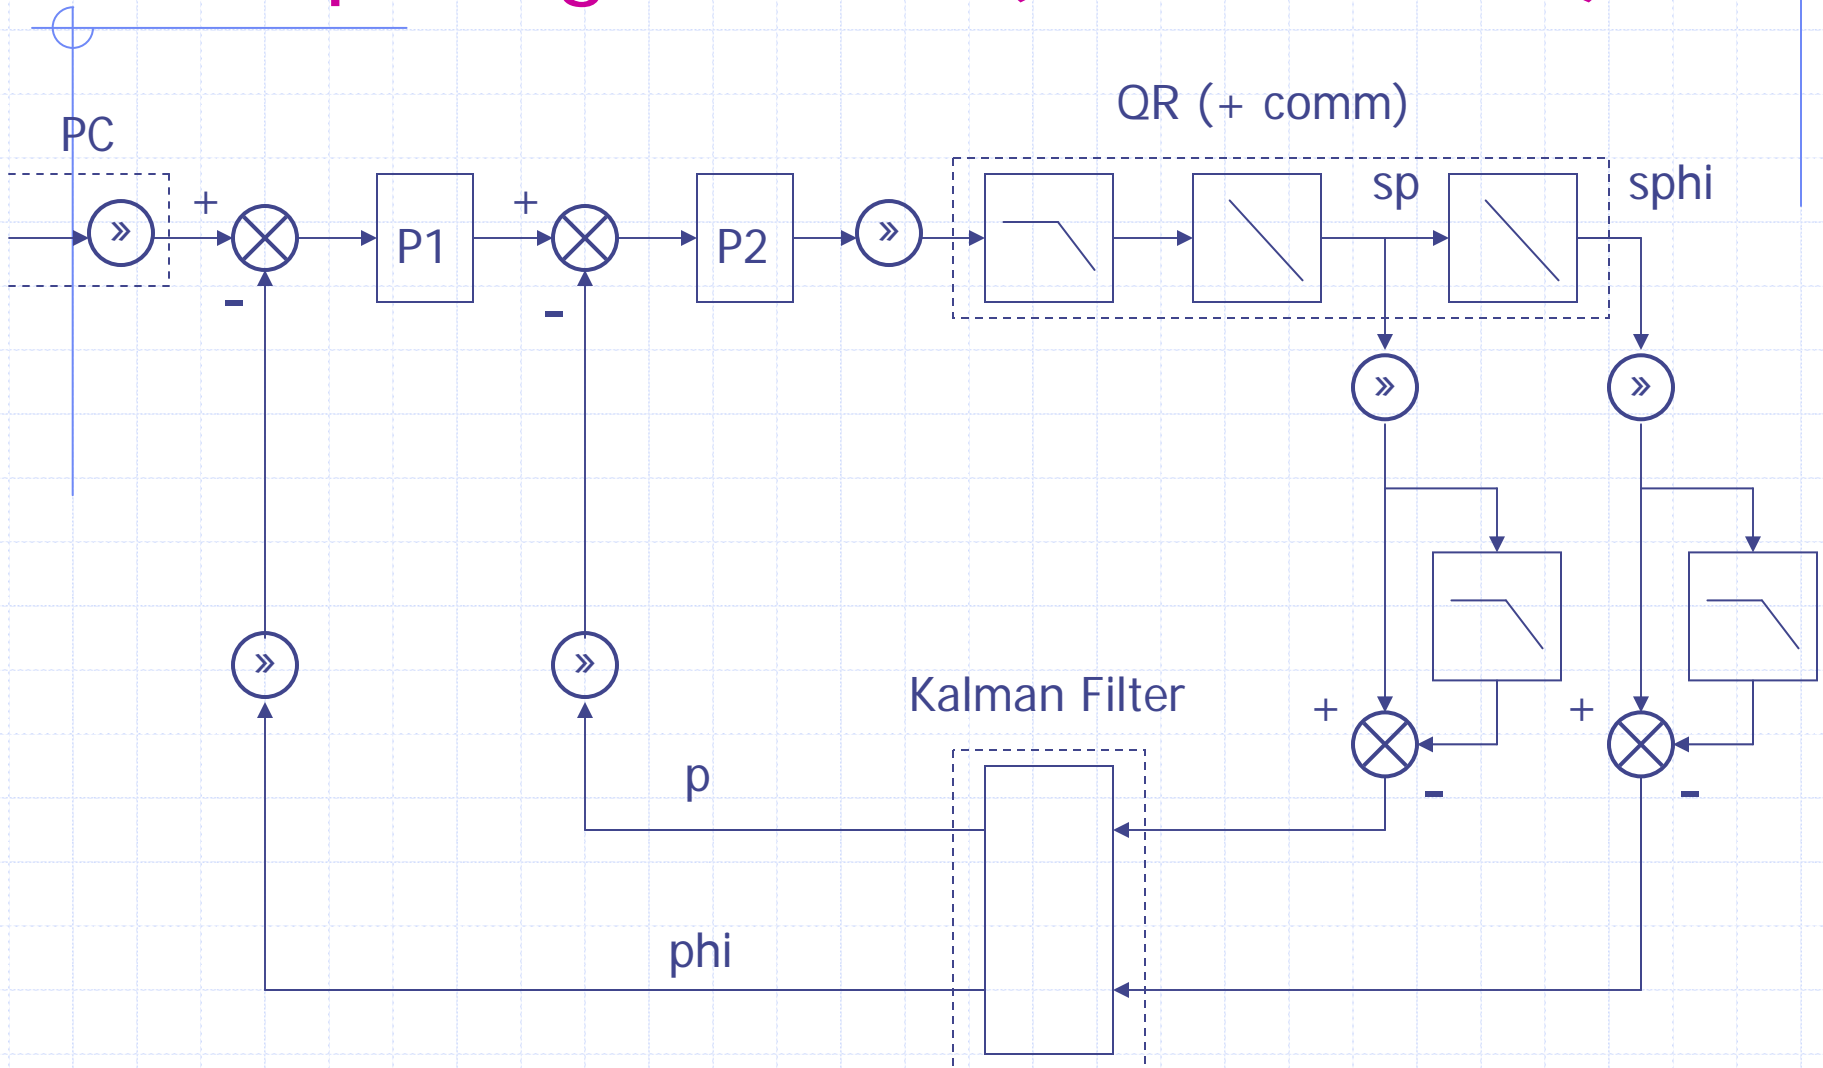 QR (+ comm)
PC
sp
sphi
+
+
»
P1
P2
»
-
-
»
»
»
»
Kalman Filter
+
+
p
-
-
phi